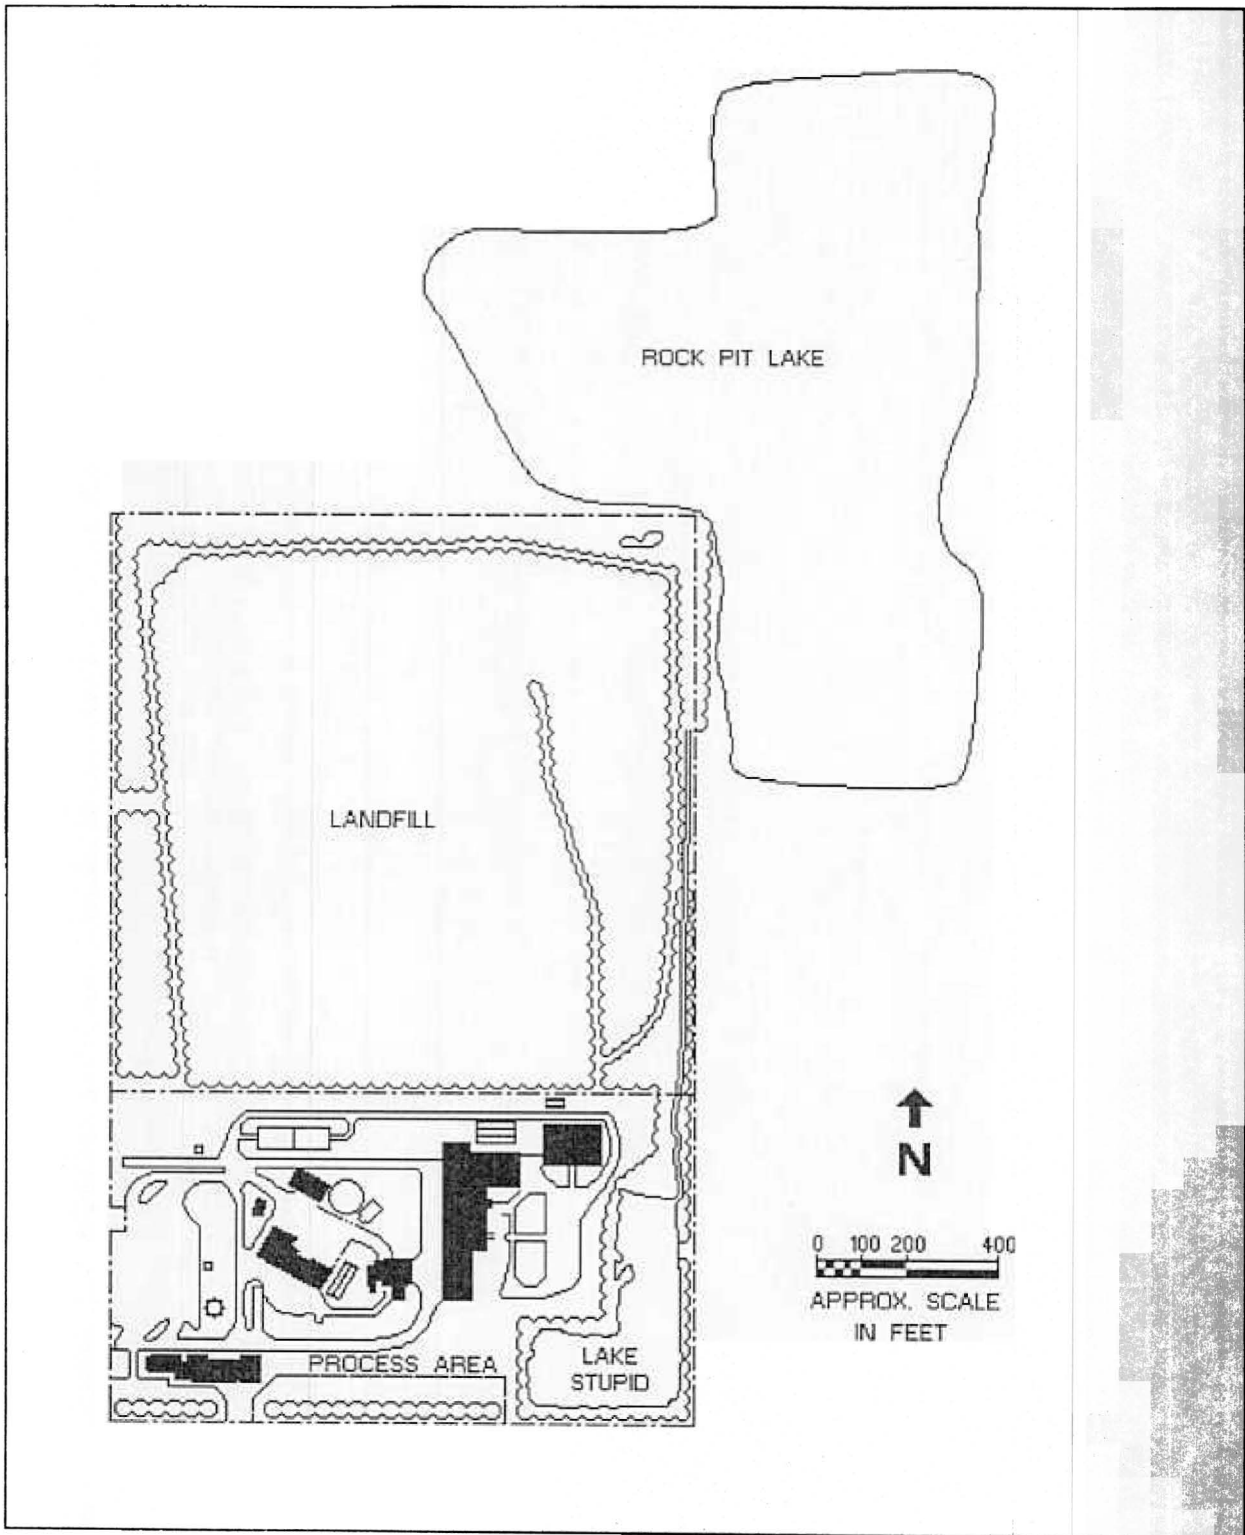 ROCK PIT LAKE
LANDFILL
N
0 100 200 400
APPROX. SCALE
IN FEET
PROCESS AREA
LAKE
STUPID